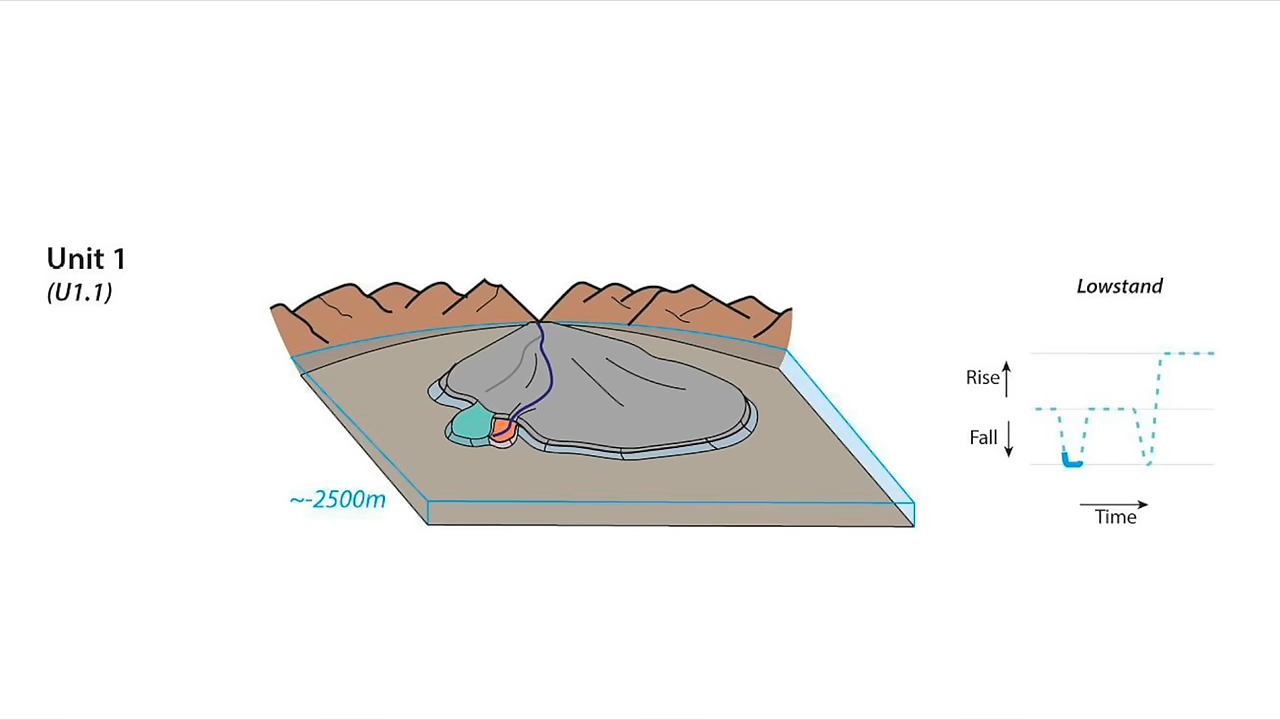 Unit 1
(U1.1)
~-2500m
Lowstand
Rise
Fall
Time